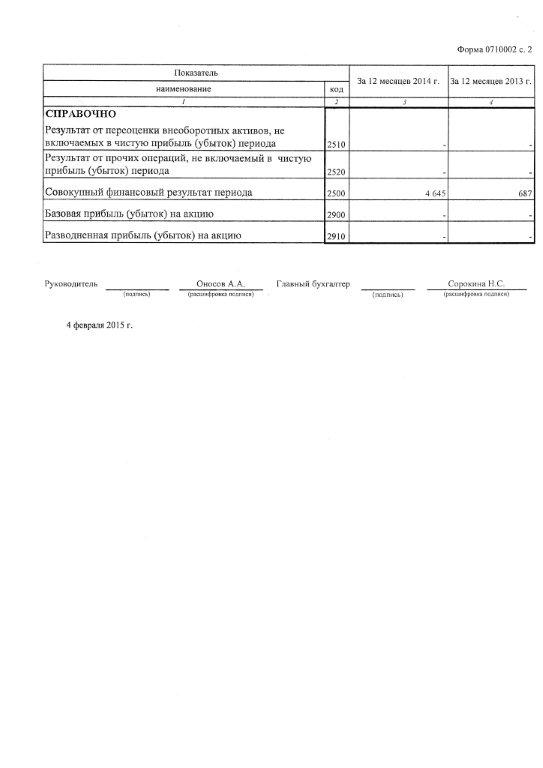 Форма 0710002 с. 2
Показатель
За 12 месяцев 2014 г.
За 12 месяцев 2013 г.
наименование
код
1
2
3
4
СПРАВОЧНО
Результат от переоценки внеоборотных активов, не
включаемых в чистую прибыль (убыток) периода
2510
-
-
Результат от прочих операций, не включаемый в чистую
прибыль (убыток) периода
2520
-
-
Совокупный финансовый результат периода
2500
4 645
687
Базовая прибыль (убыток) на акцию
2900
-
-
Разводненная прибыль (убыток) на акцию
2910
-
-
Руководитель
Оносов А.А.
Главный бухгалтер
Сорокина Н.С.
(подпись)
(расшифровка подписи)
(подпись)
(расшифровка подписи)
4 февраля 2015 г.